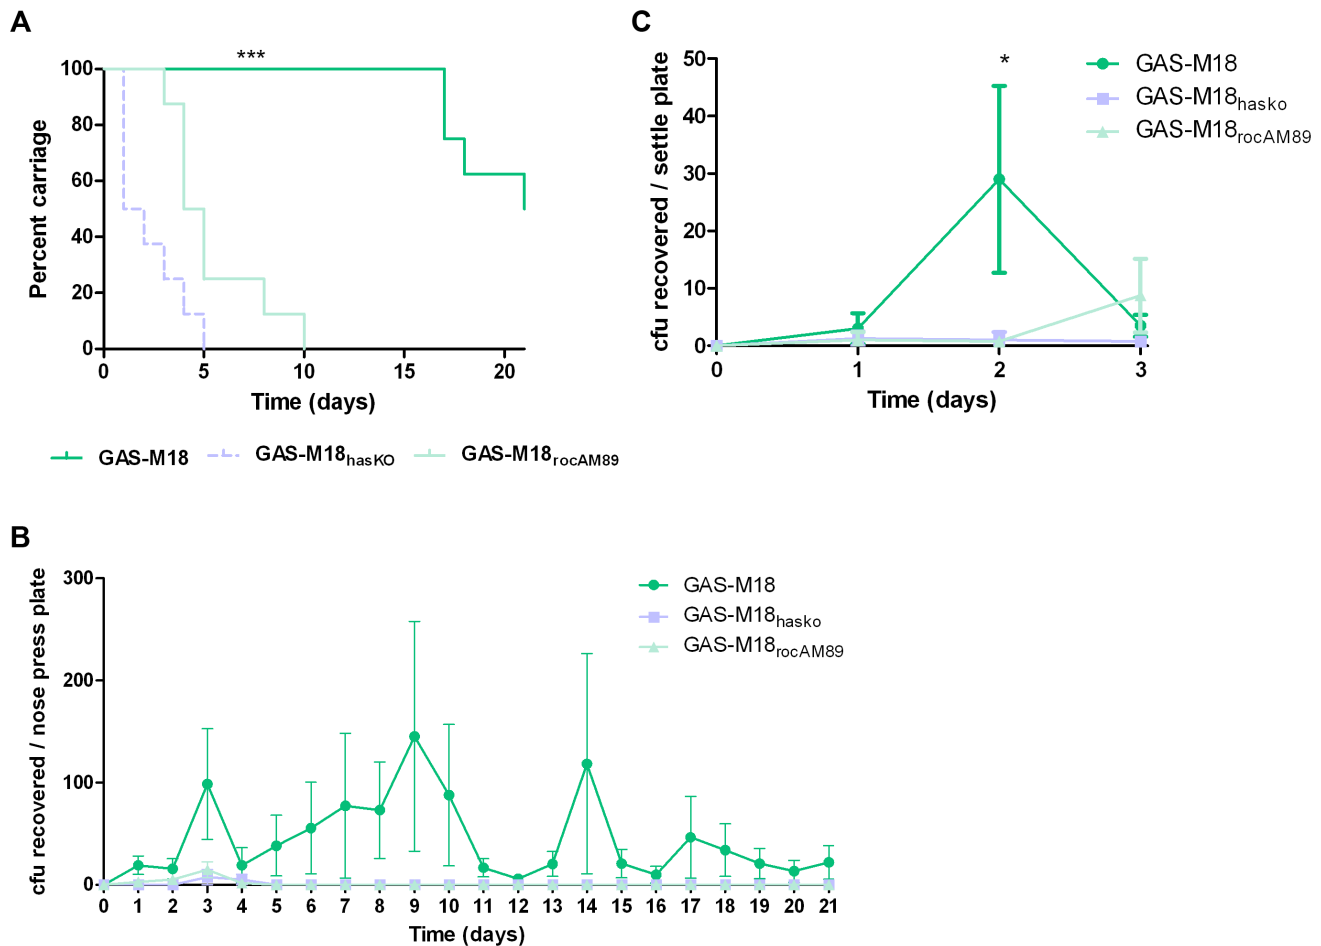 A
***
Percent carriage
100
80
60
40
20
0
0 5 10 15 20
Time (days)
GAS-M18 GAS-M18hasKO GAS-M18rocAM89
C
*
cfu recovered / settle plate
50
40
30
20
10
0
0 1 2 3
Time (days)
GAS-M18
GAS-M18hasko
GAS-M18rocAM89
B
cfu recovered / nose press plate
300
200
100
0
0 1 2 3 4 5 6 7 8 9 10 11 12 13 14 15 16 17 18 19 20 21
Time (days)
GAS-M18
GAS-M18hasko
GAS-M18rocAM89